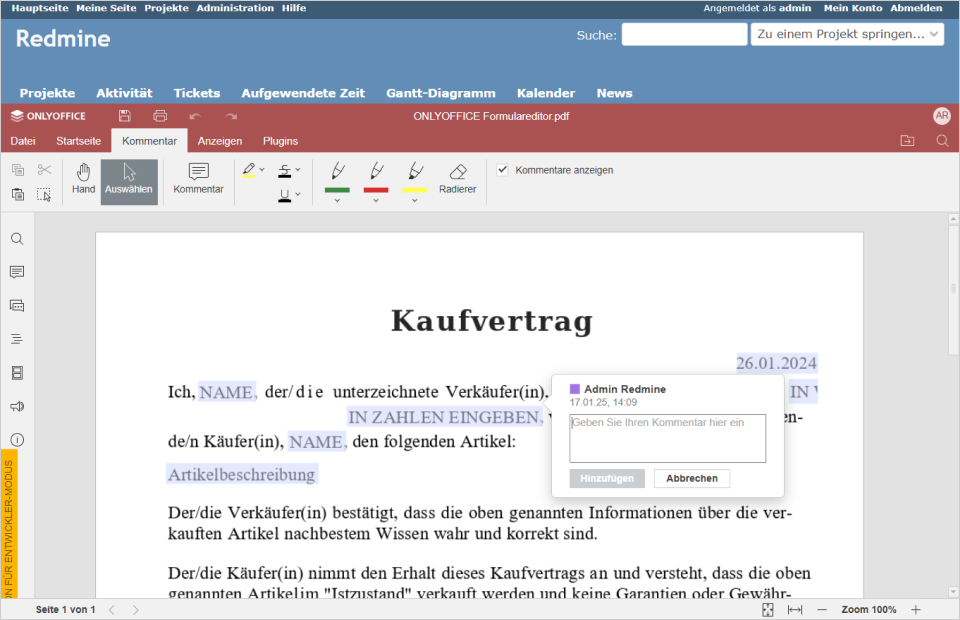 Hauptseite Meine Seite Projekte Administration Hilfe Angemeldet als admin Mein Konto Abmelden
Redmine
Suche: Zu einem Projekt springen...
Projekte Aktivität Tickets Aufgewendete Zeit Gantt-Diagramm Kalender News
ONLYOFFICE ONLYOFFICE Formulareditor.pdf AR
Datei Startseite Kommentar Anzeigen Plugins
Hand Auswählen Kommentar Radierer Kommentare anzeigen
Kaufvertrag
26.01.2024
Ich, NAME, der/die unterzeichnete Verkäufer(in), IN
IN ZAHLEN EINGEBEN, en-
de/n Käufer(in), NAME, den folgenden Artikel:
Artikelbeschreibung
Admin Redmine
17.01.25, 14:09
Geben Sie Ihren Kommentar hier ein
Hinzufügen Abbrechen
Der/die Verkäufer(in) bestätigt, dass die oben genannten Informationen über die ver-
kauften Artikel nachbestem Wissen wahr und korrekt sind.
Der/die Käufer(in) nimmt den Erhalt dieses Kaufvertrags an und versteht, dass die oben
genannten Artikelim "Istzustand" verkauft werden und keine Garantien oder Gewähr-
FÜR ENTWICKLER-MODUS
Seite 1 von 1 Zoom 100%